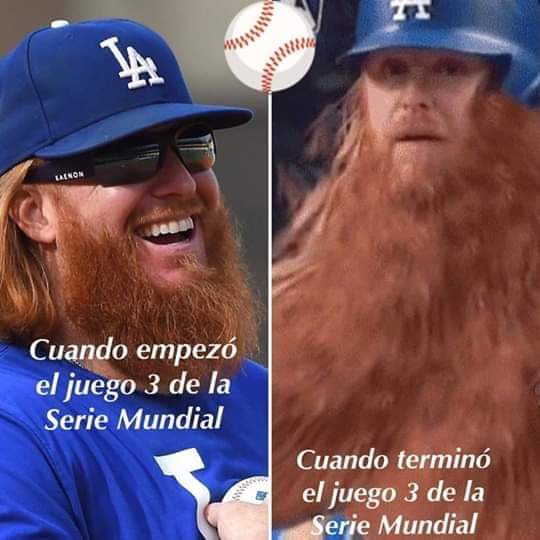 LA
KAENON
Cuando empezó
el juego 3 de la
Serie Mundial
LA
Cuando terminó
el juego 3 de la
Serie Mundial